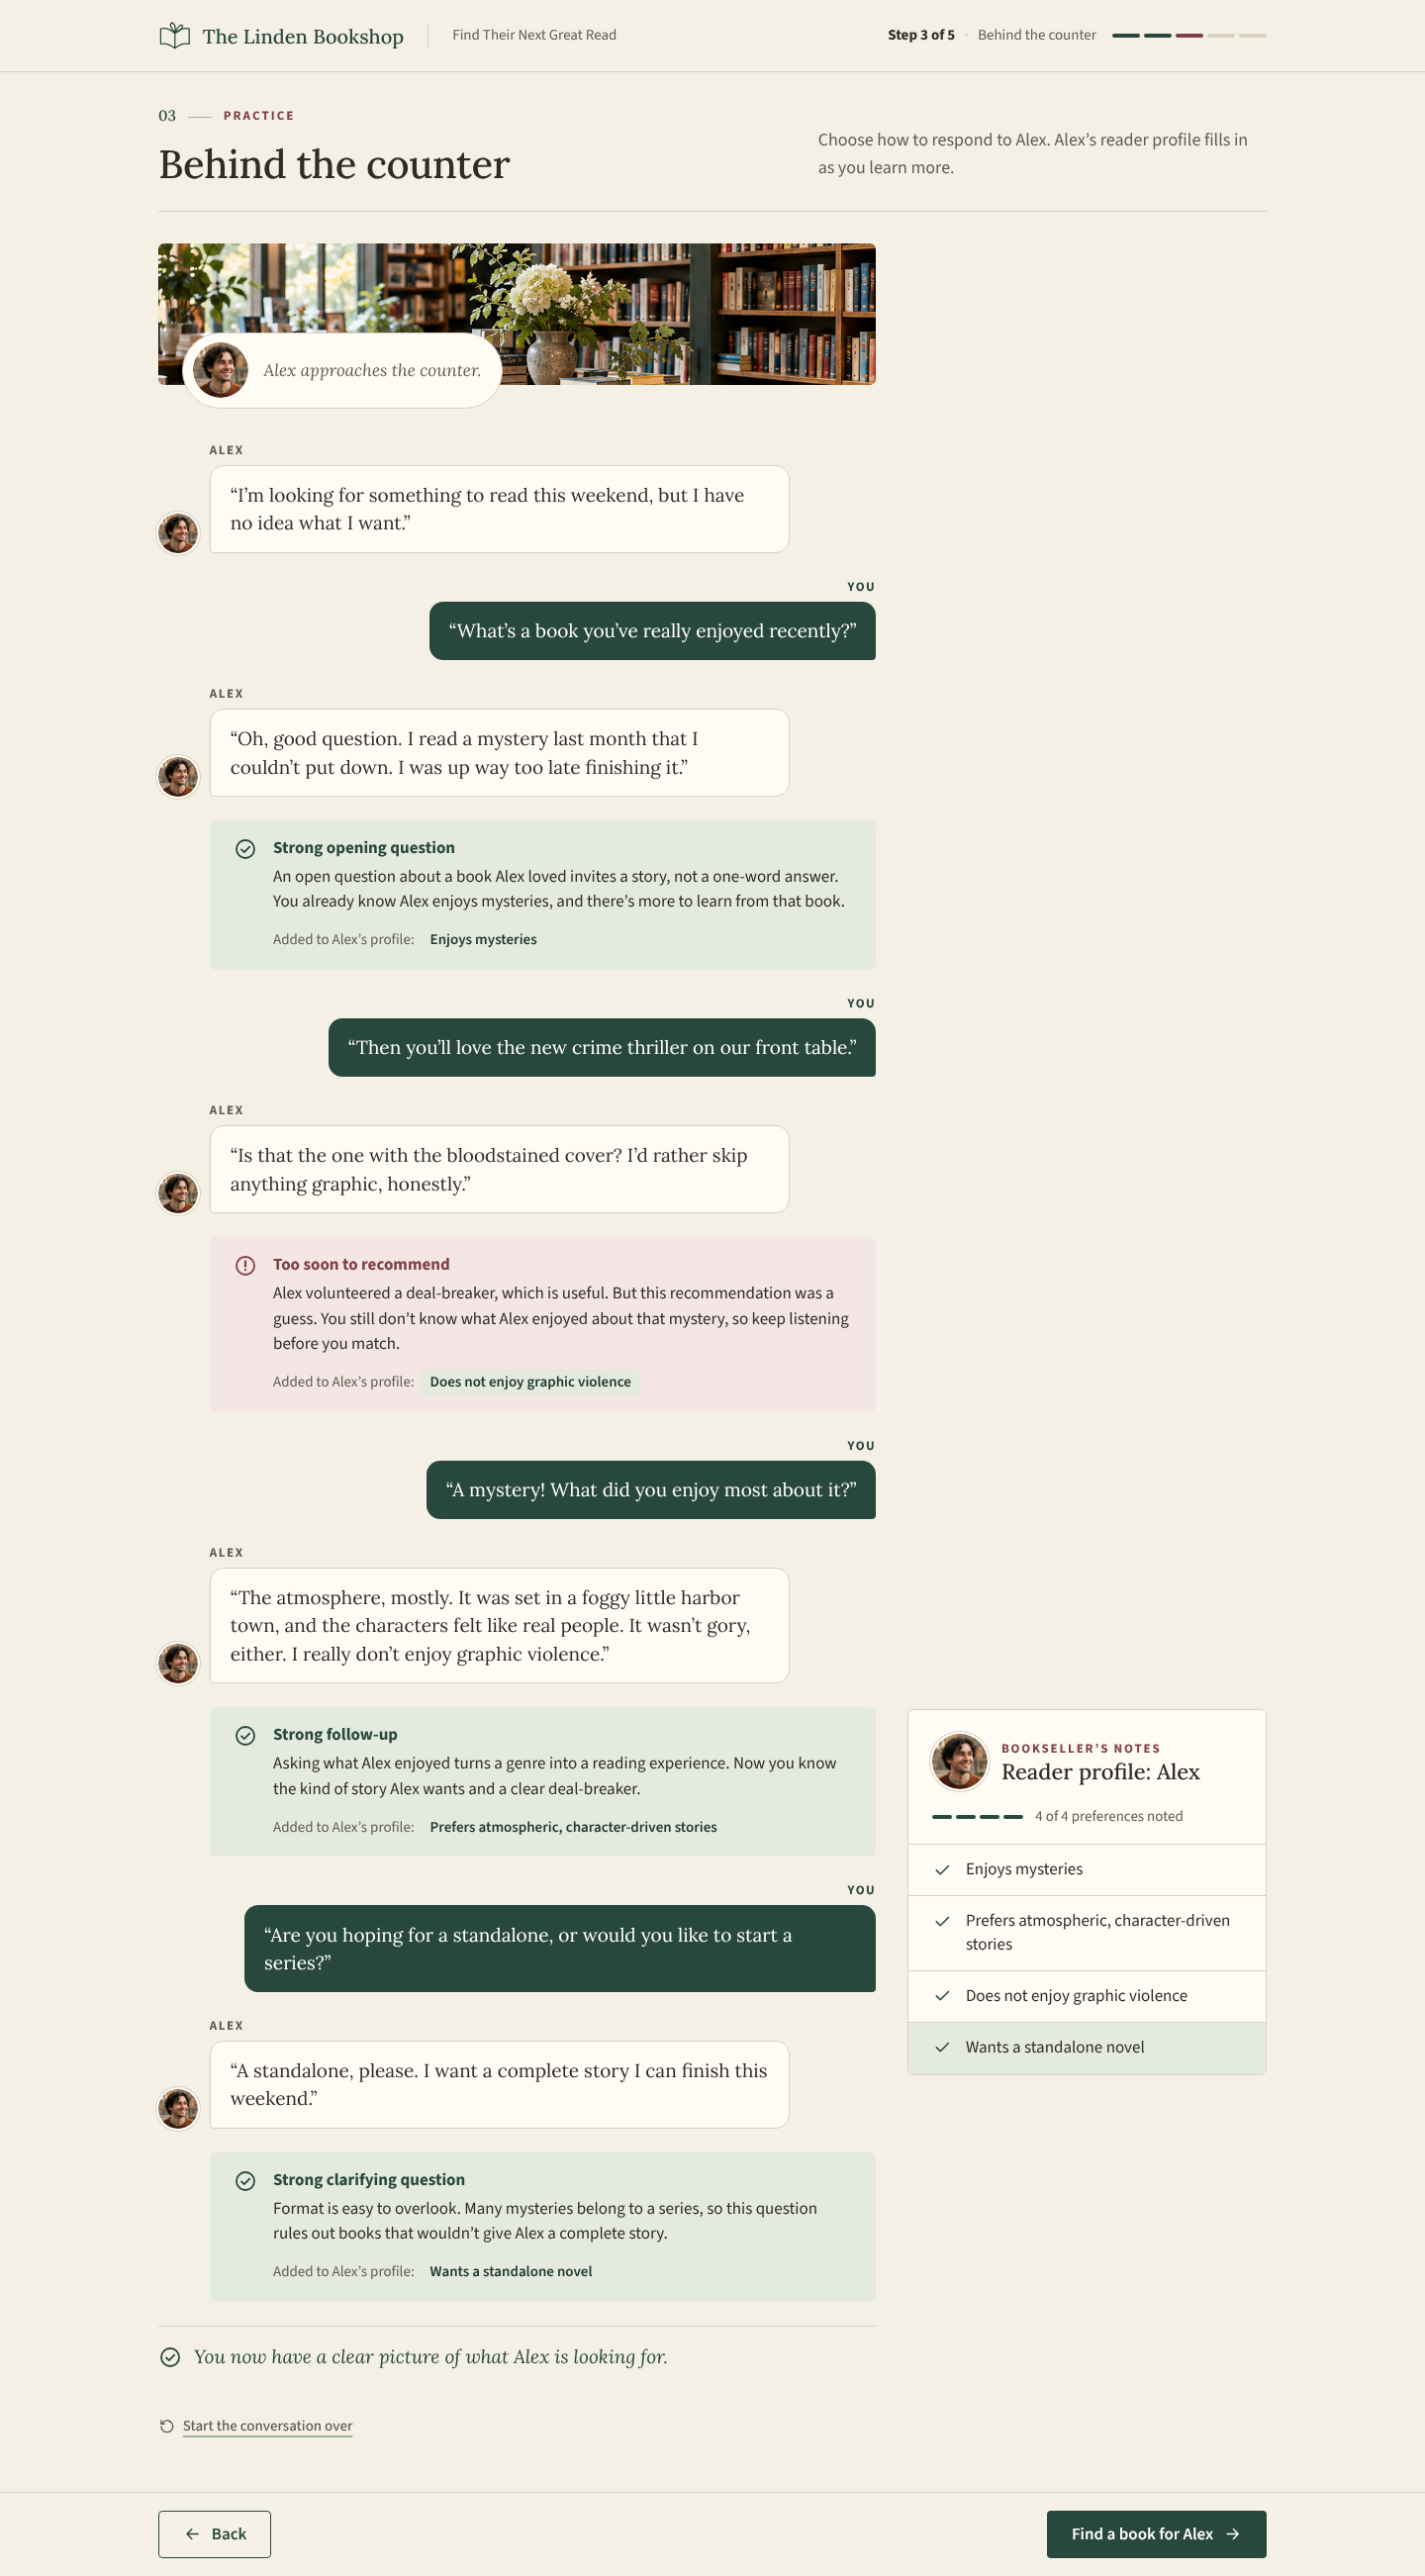 The Linden Bookshop
Find Their Next Great Read
Step 3 of 5 · Behind the counter
03 — PRACTICE
Behind the counter
Choose how to respond to Alex. Alex’s reader profile fills in
as you learn more.
Alex approaches the counter.
ALEX
“I’m looking for something to read this weekend, but I have
no idea what I want.”
YOU
“What’s a book you’ve really enjoyed recently?”
ALEX
“Oh, good question. I read a mystery last month that I
couldn’t put down. I was up way too late finishing it.”
Strong opening question
An open question about a book Alex loved invites a story, not a one-word answer.
You already know Alex enjoys mysteries, and there’s more to learn from that book.
Added to Alex’s profile: Enjoys mysteries
YOU
“Then you’ll love the new crime thriller on our front table.”
ALEX
“Is that the one with the bloodstained cover? I’d rather skip
anything graphic, honestly.”
Too soon to recommend
Alex volunteered a deal-breaker, which is useful. But this recommendation was a
guess. You still don’t know what Alex enjoyed about that mystery, so keep listening
before you match.
Added to Alex’s profile: Does not enjoy graphic violence
YOU
“A mystery! What did you enjoy most about it?”
ALEX
“The atmosphere, mostly. It was set in a foggy little harbor
town, and the characters felt like real people. It wasn’t gory,
either. I really don’t enjoy graphic violence.”
Strong follow-up
Asking what Alex enjoyed turns a genre into a reading experience. Now you know
the kind of story Alex wants and a clear deal-breaker.
Added to Alex’s profile: Prefers atmospheric, character-driven stories
YOU
“Are you hoping for a standalone, or would you like to start a
series?”
ALEX
“A standalone, please. I want a complete story I can finish this
weekend.”
Strong clarifying question
Format is easy to overlook. Many mysteries belong to a series, so this question
rules out books that wouldn’t give Alex a complete story.
Added to Alex’s profile: Wants a standalone novel
You now have a clear picture of what Alex is looking for.
Start the conversation over
BOOKSELLER’S NOTES
Reader profile: Alex
4 of 4 preferences noted
Enjoys mysteries
Prefers atmospheric, character-driven
stories
Does not enjoy graphic violence
Wants a standalone novel
Back
Find a book for Alex